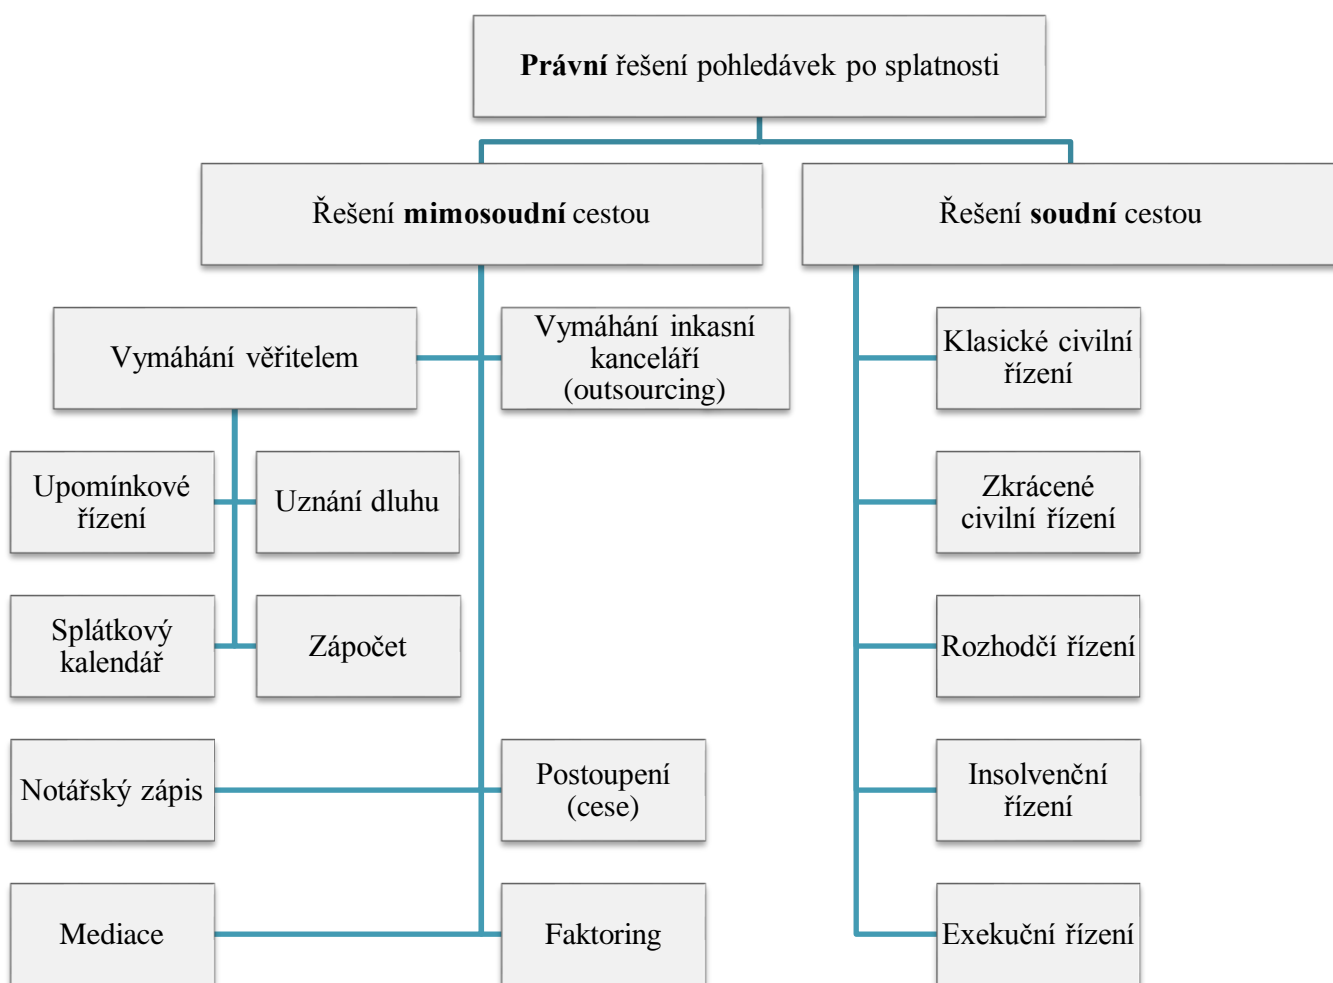 Právní řešení pohledávek po splatnosti
Řešení mimosoudní cestou
Řešení soudní cestou
Vymáhání věřitelem
Vymáhání inkasní
kanceláří
(outsourcing)
Klasické civilní
řízení
Upomínkové
řízení
Uznání dluhu
Zkrácené
civilní řízení
Splátkový
kalendář
Zápočet
Rozhodčí řízení
Notářský zápis
Postoupení
(cese)
Insolvenční
řízení
Mediace
Faktoring
Exekuční řízení